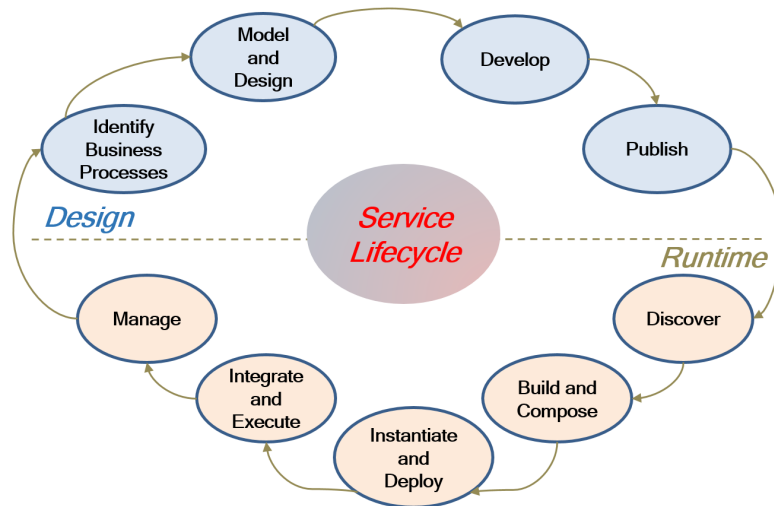 Model
and
Design
Develop
Identify
Business
Processes
Publish
Design
Service
Lifecycle
Runtime
Manage
Discover
Integrate
and
Execute
Build and
Compose
Instantiate
and
Deploy